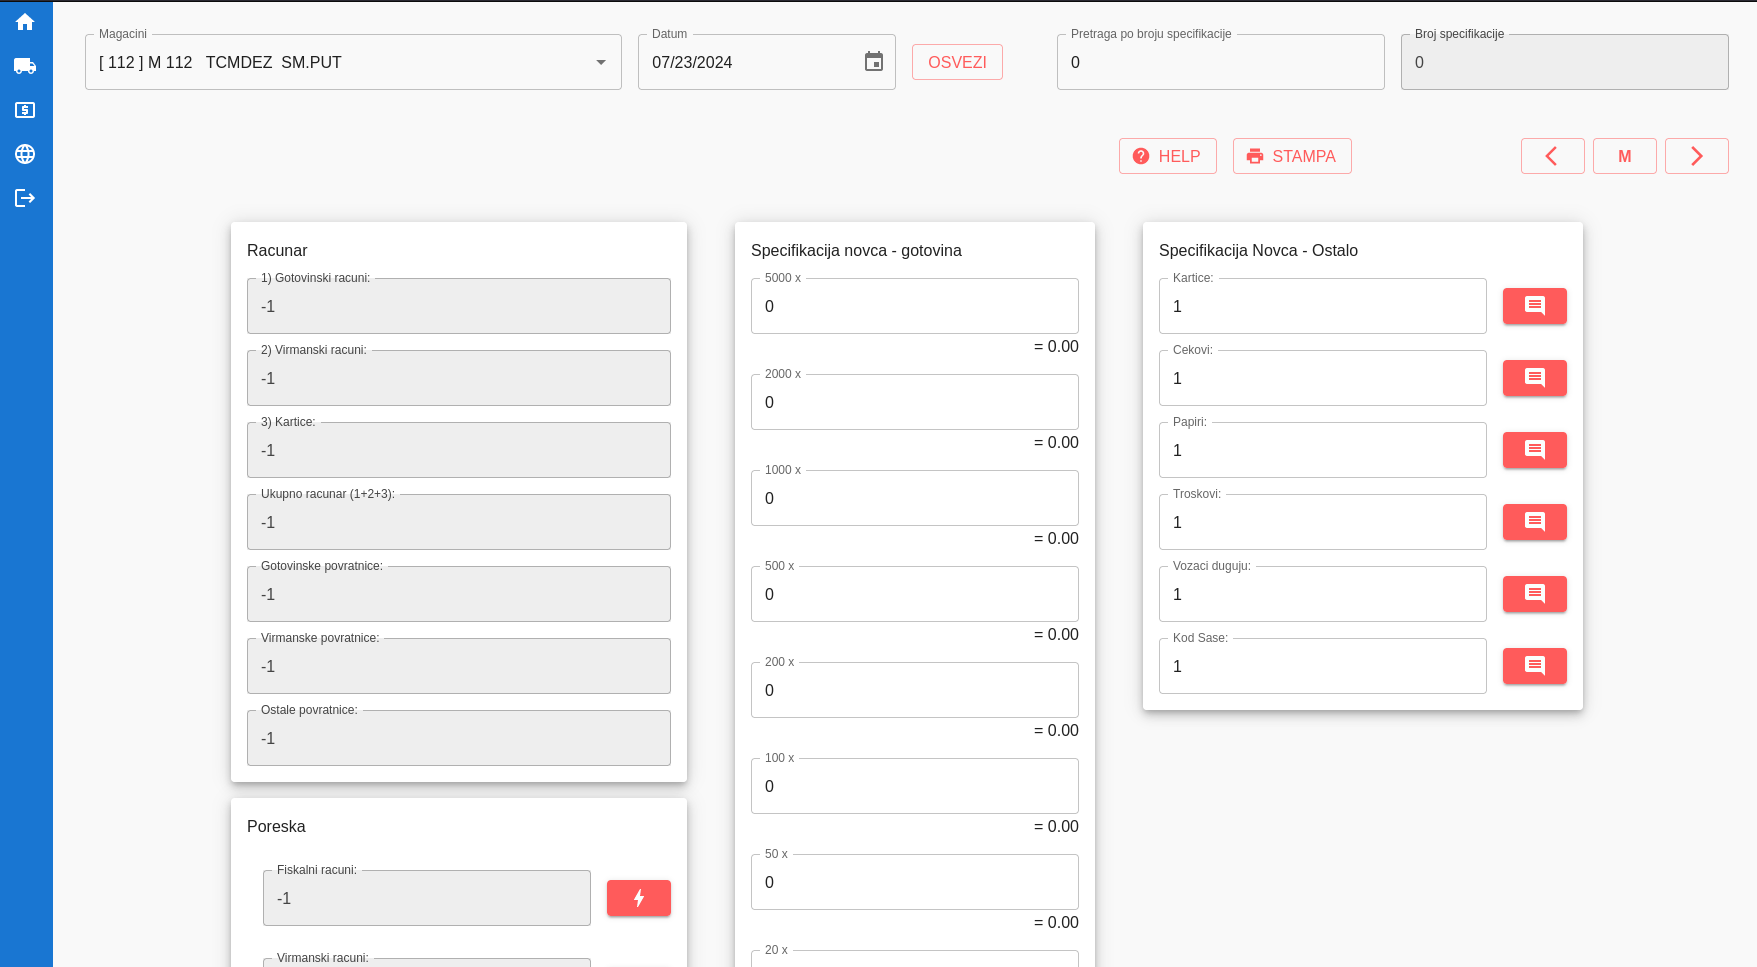 Magacini
[ 112 ] M 112   TCMDEZ  SM.PUT
Datum
07/23/2024
OSVEZI
Pretraga po broju specifikacije
0
Broj specifikacije
0
HELP
STAMPA
M
Racunar
1) Gotovinski racuni:
-1
2) Virmanski racuni:
-1
3) Kartice:
-1
Ukupno racunar (1+2+3):
-1
Gotovinske povratnice:
-1
Virmanske povratnice:
-1
Ostale povratnice:
-1
Poreska
Fiskalni racuni:
-1
Virmanski racuni:
Specifikacija novca - gotovina
5000 x
0
= 0.00
2000 x
0
= 0.00
1000 x
0
= 0.00
500 x
0
= 0.00
200 x
0
= 0.00
100 x
0
= 0.00
50 x
0
= 0.00
20 x
Specifikacija Novca - Ostalo
Kartice:
1
Cekovi:
1
Papiri:
1
Troskovi:
1
Vozaci duguju:
1
Kod Sase:
1